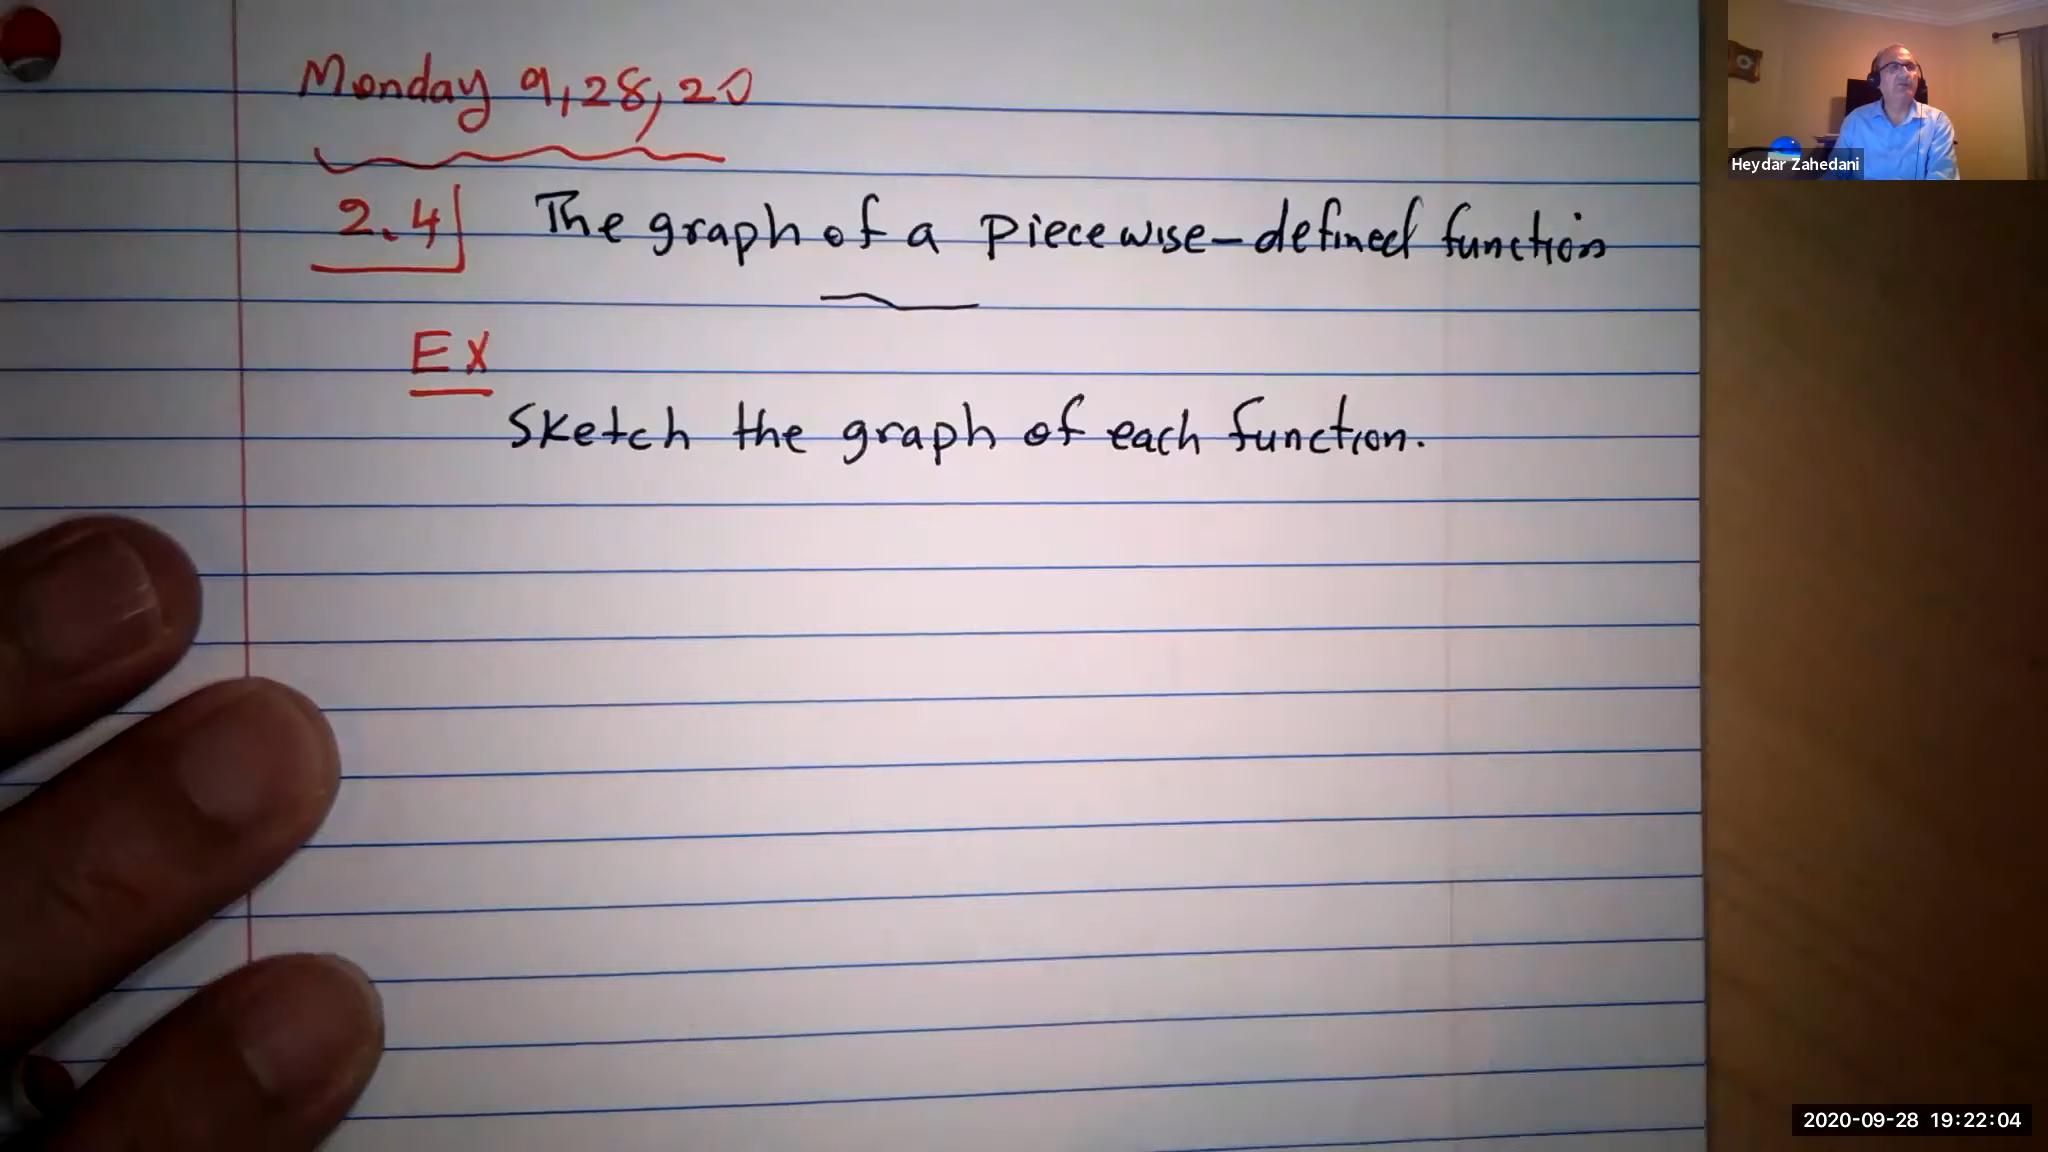 Monday 9,28,20
2.4 The graph of a Piecewise-defined function
Ex
Sketch the graph of each function.
Heydar Zahedani
2020-09-28 19:22:04